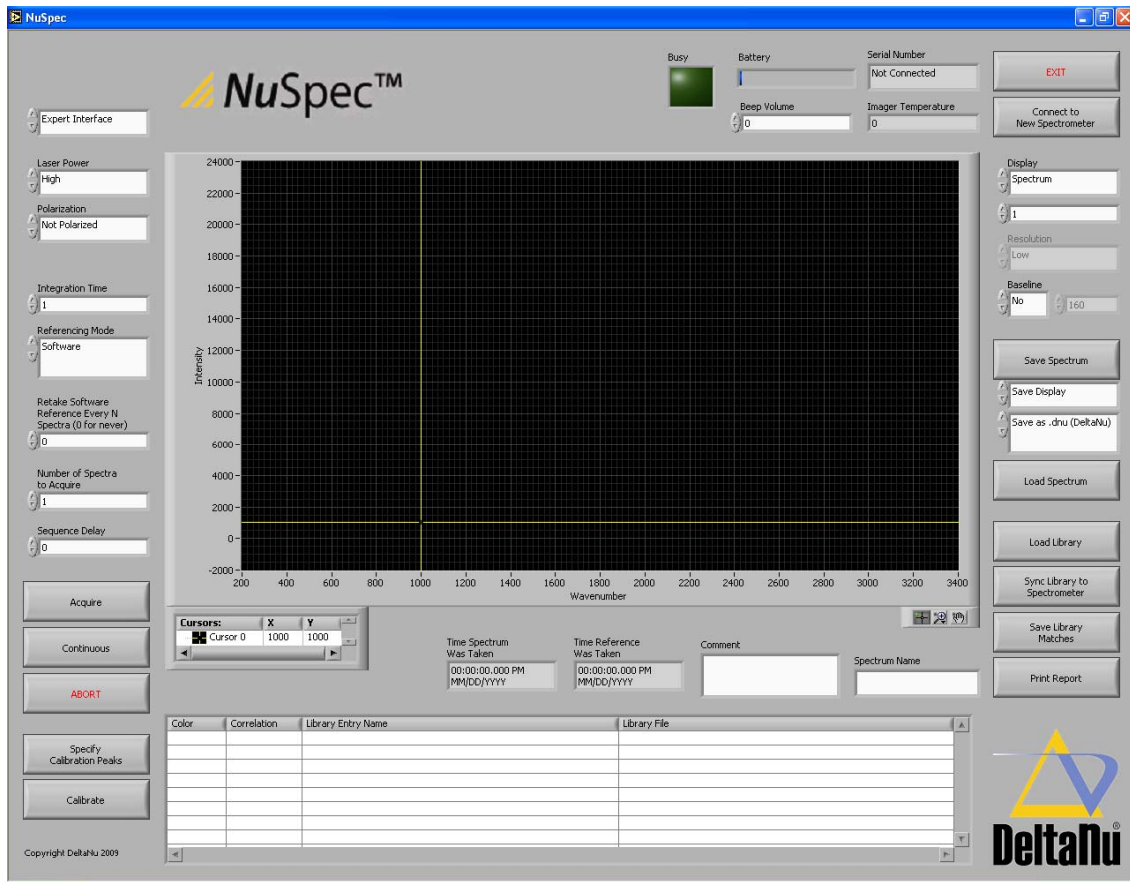 NuSpec
NuSpec™
Busy
Battery
Serial Number
Not Connected
EXIT
Beep Volume
0
Imager Temperature
0
Connect to
New Spectrometer
Expert Interface
Laser Power
High
Polarization
Not Polarized
Integration Time
1
Referencing Mode
Software
Retake Software
Reference Every N
Spectra (0 for never)
0
Number of Spectra
to Acquire
1
Sequence Delay
0
Acquire
Continuous
ABORT
Specify
Calibration Peaks
Calibrate
Copyright DeltaNu 2009
Intensity
24000
22000
20000
18000
16000
14000
12000
10000
8000
6000
4000
2000
0
-2000
200 400 600 800 1000 1200 1400 1600 1800 2000 2200 2400 2600 2800 3000 3200 3400
Wavenumber
Cursors: X Y
Cursor 0 1000 1000
Time Spectrum
Was Taken
00:00:00.000 PM
MM/DD/YYYY
Time Reference
Was Taken
00:00:00.000 PM
MM/DD/YYYY
Comment
Spectrum Name
Color Correlation Library Entry Name Library File
Display
Spectrum
1
Resolution
Low
Baseline
No 160
Save Spectrum
Save Display
Save as .dnu (DeltaNu)
Load Spectrum
Load Library
Sync Library to
Spectrometer
Save Library
Matches
Print Report
DeltaNu®